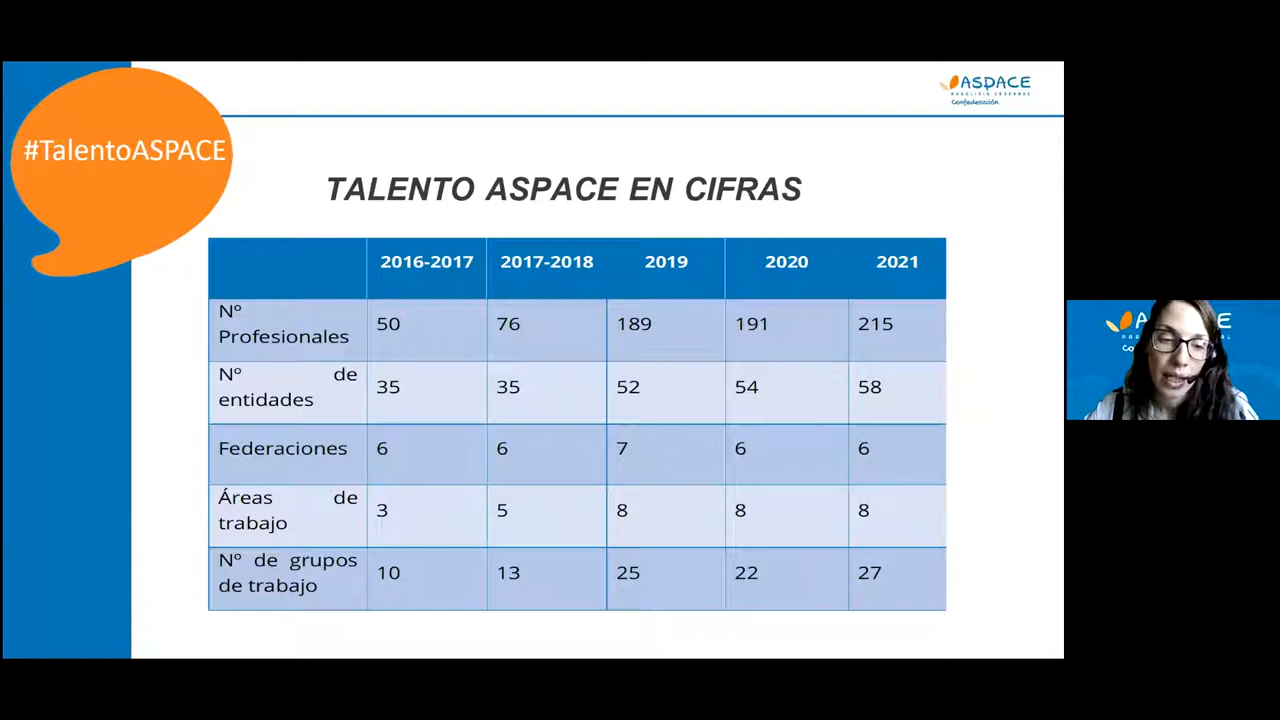 #TalentoASPACE
ASPACE
PARÁLISIS CEREBRAL
Confederación
TALENTO ASPACE EN CIFRAS
2016-2017 2017-2018 2019 2020 2021
Nº Profesionales 50 76 189 191 215
Nº de entidades 35 35 52 54 58
Federaciones 6 6 7 6 6
Áreas de trabajo 3 5 8 8 8
Nº de grupos de trabajo 10 13 25 22 27